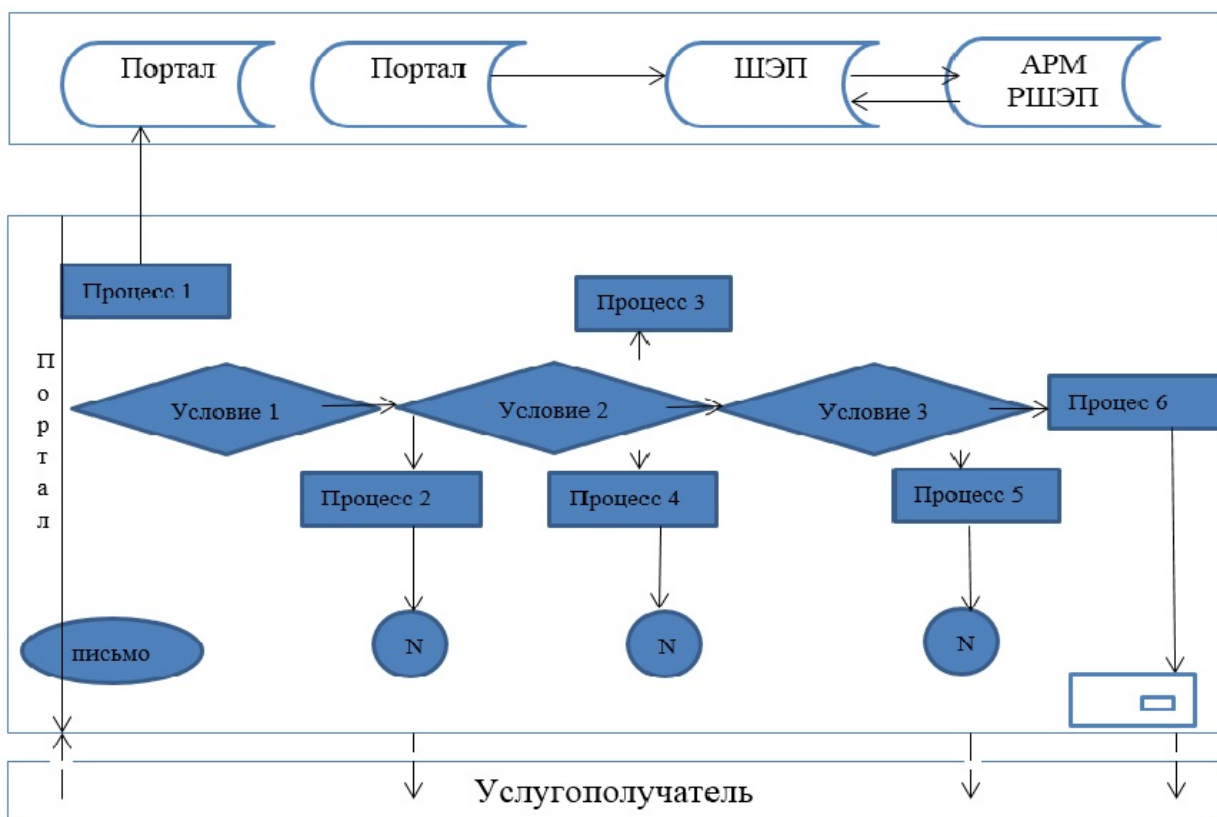 Портал
Портал
ШЭП
АРМ
РШЭП
Процесс 1
Процесс 3
Портал
Условие 1
Условие 2
Условие 3
Процес 6
Процесс 2
Процесс 4
Процесс 5
письмо
N
N
N
Услугополучатель